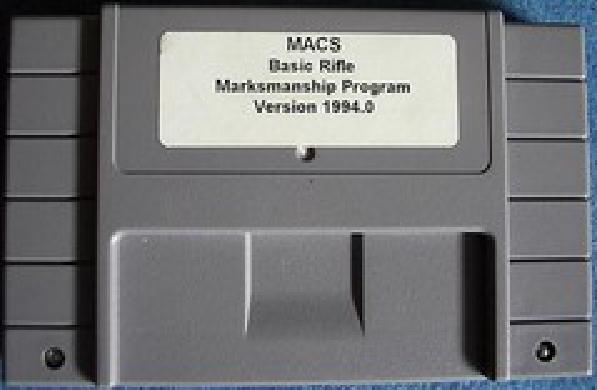 MACS
Basic Rifle
Marksmanship Program
Version 1994.0